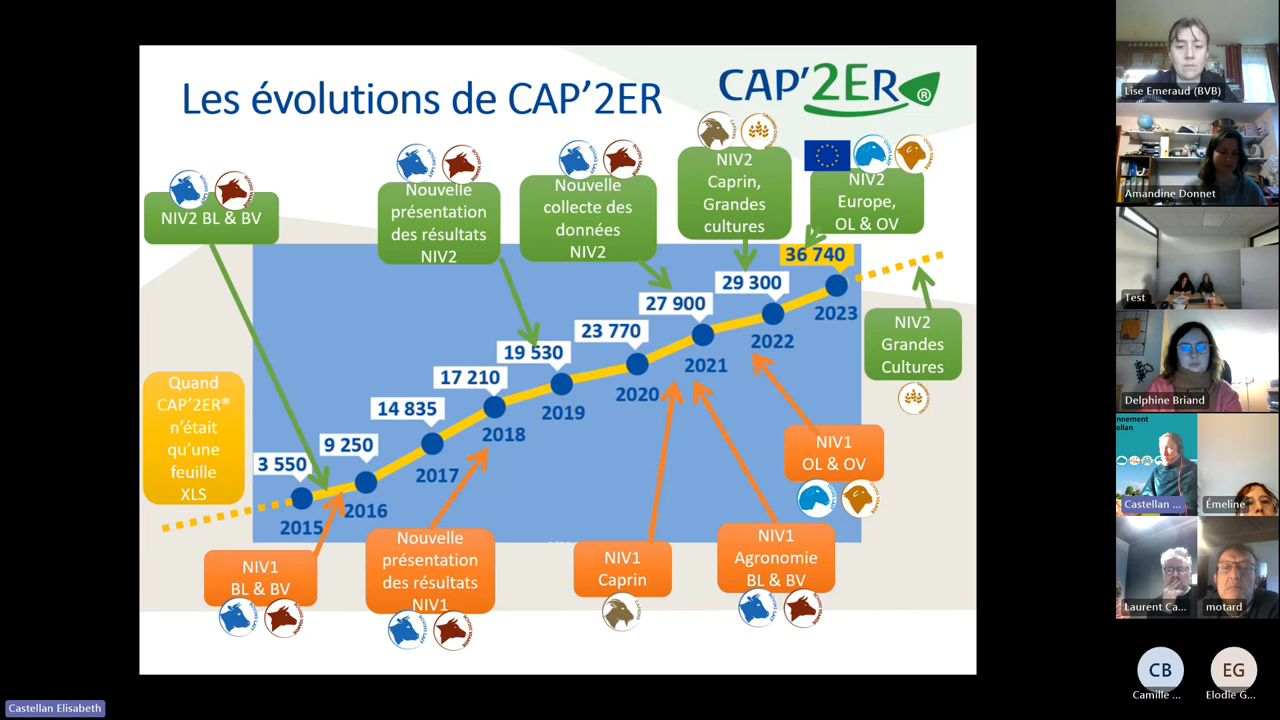 Les évolutions de CAP'2ER
CAP'2ER®
NIV2 BL & BV
Nouvelle
présentation
des résultats
NIV2
Nouvelle
collecte des
données
NIV2
NIV2
Caprin,
Grandes
cultures
NIV2
Europe,
OL & OV
36 740
29 300
27 900
23 770
19 530
17 210
14 835
9 250
3 550
2023
2022
2021
2020
2019
2018
2017
2016
2015
Quand
CAP'2ER®
n'était
qu'une
feuille
XLS
NIV2
Grandes
Cultures
NIV1
OL & OV
NIV1
BL & BV
Nouvelle
présentation
des résultats
NIV1
NIV1
Caprin
NIV1
Agronomie
BL & BV
Castellan Elisabeth
Lise Emeraud (BVB)
Amandine Donnet
Test
Delphine Briand
nnement
ellan
Castellan ...
Émeline
Laurent Ca...
motard
CB
Camille ...
EG
Elodie G...